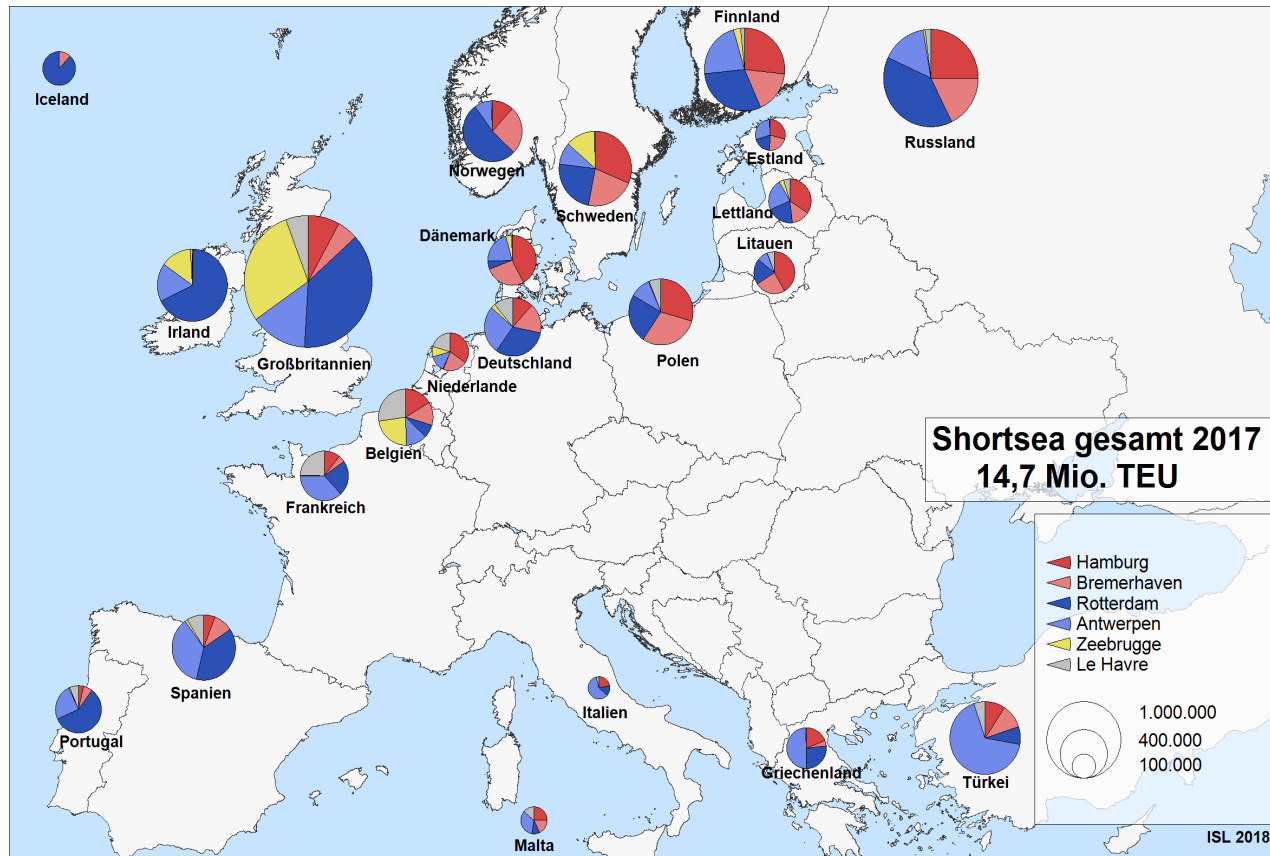 Finnland
Iceland
Russland
Estland
Norwegen
Schweden
Lettland
Dänemark
Litauen
Irland
Großbritannien
Deutschland
Polen
Niederlande
Belgien
Frankreich
Shortsea gesamt 2017
14,7 Mio. TEU
Hamburg
Bremerhaven
Rotterdam
Antwerpen
Zeebrugge
Le Havre
Spanien
Italien
Portugal
Griechenland
Türkei
1.000.000
400.000
100.000
Malta
ISL 2018